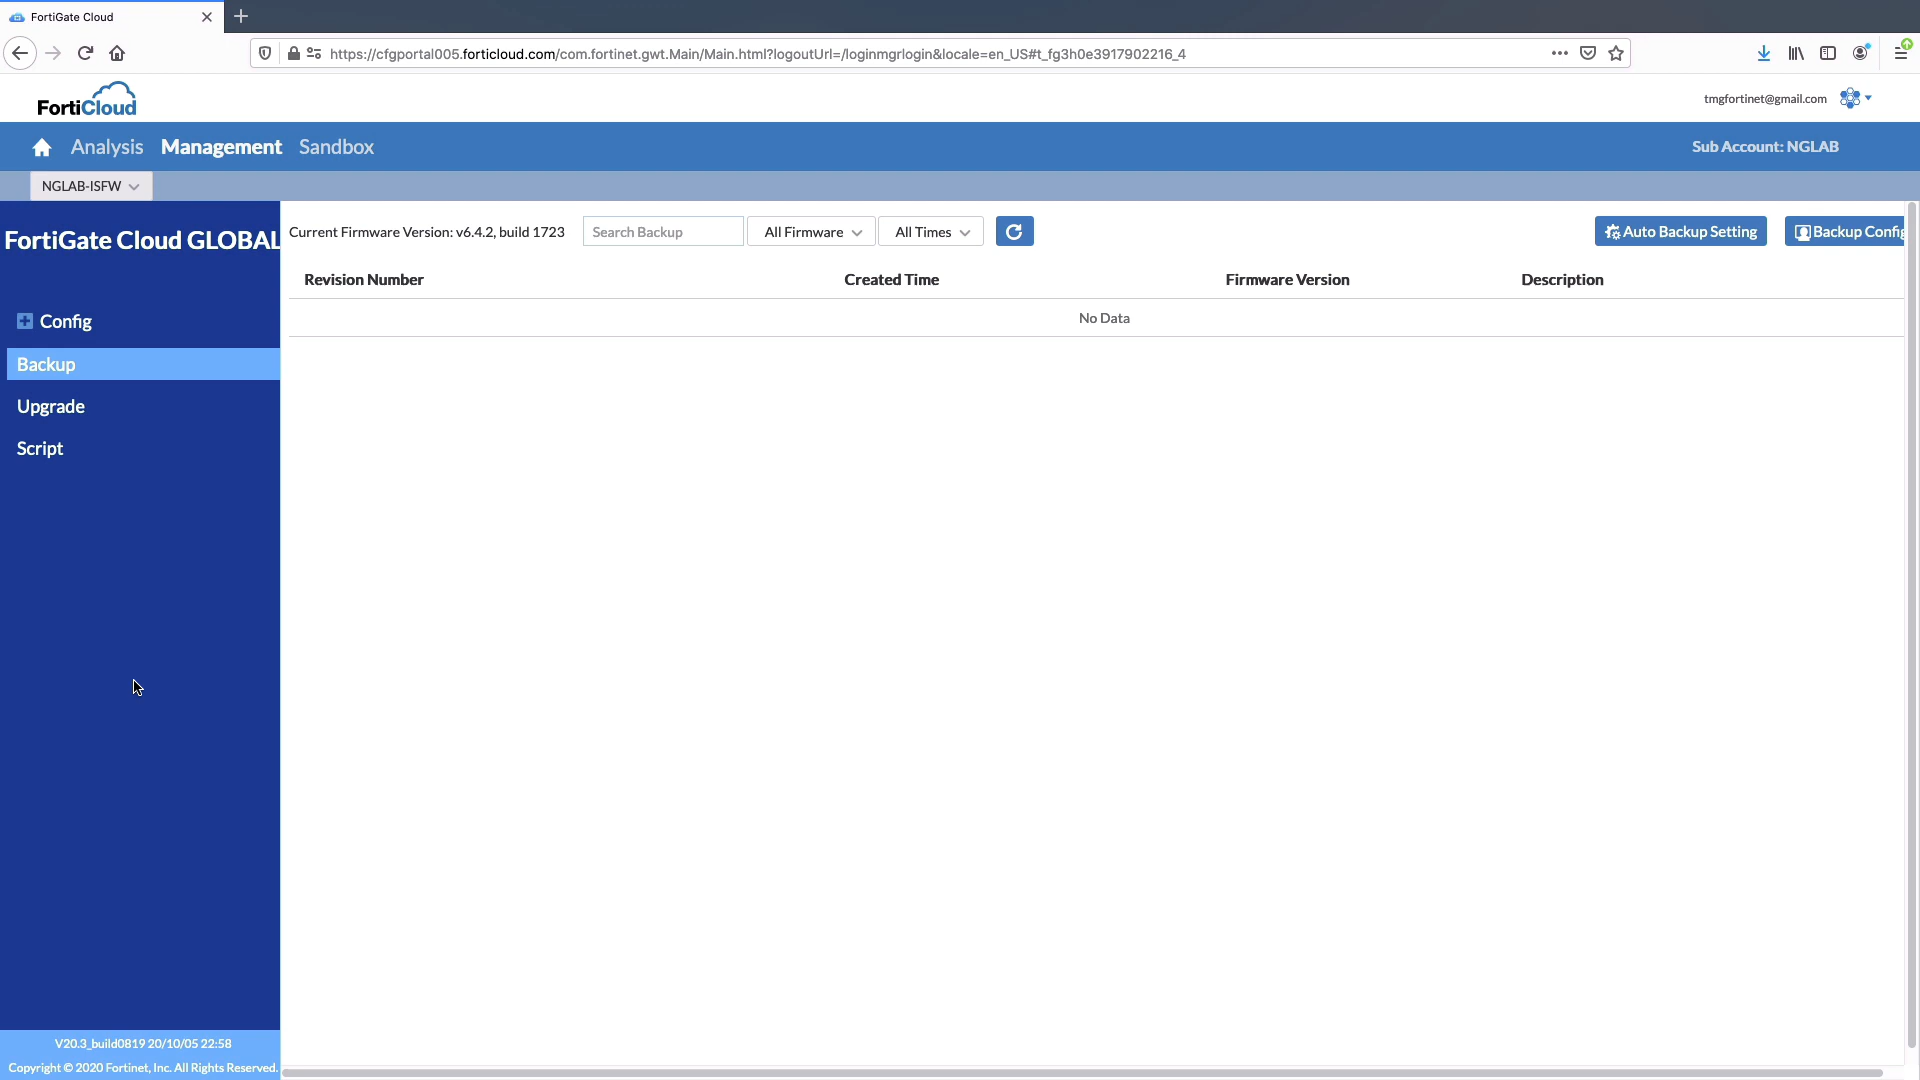 FortiGate Cloud
https://cfgportal005.forticloud.com/com.fortinet.gwt.Main/Main.html?logoutUrl=/loginmgrlogin&locale=en_US#t_fg3h0e3917902216_4
FortiCloud
tmgfortinet@gmail.com
Analysis Management Sandbox
Sub Account: NGLAB
NGLAB-ISFW
FortiGate Cloud GLOBAL
Current Firmware Version: v6.4.2, build 1723
Search Backup
All Firmware
All Times
Auto Backup Setting
Backup Config
Revision Number
Created Time
Firmware Version
Description
No Data
Config
Backup
Upgrade
Script
V20.3_build0819 20/10/05 22:58
Copyright © 2020 Fortinet, Inc. All Rights Reserved.